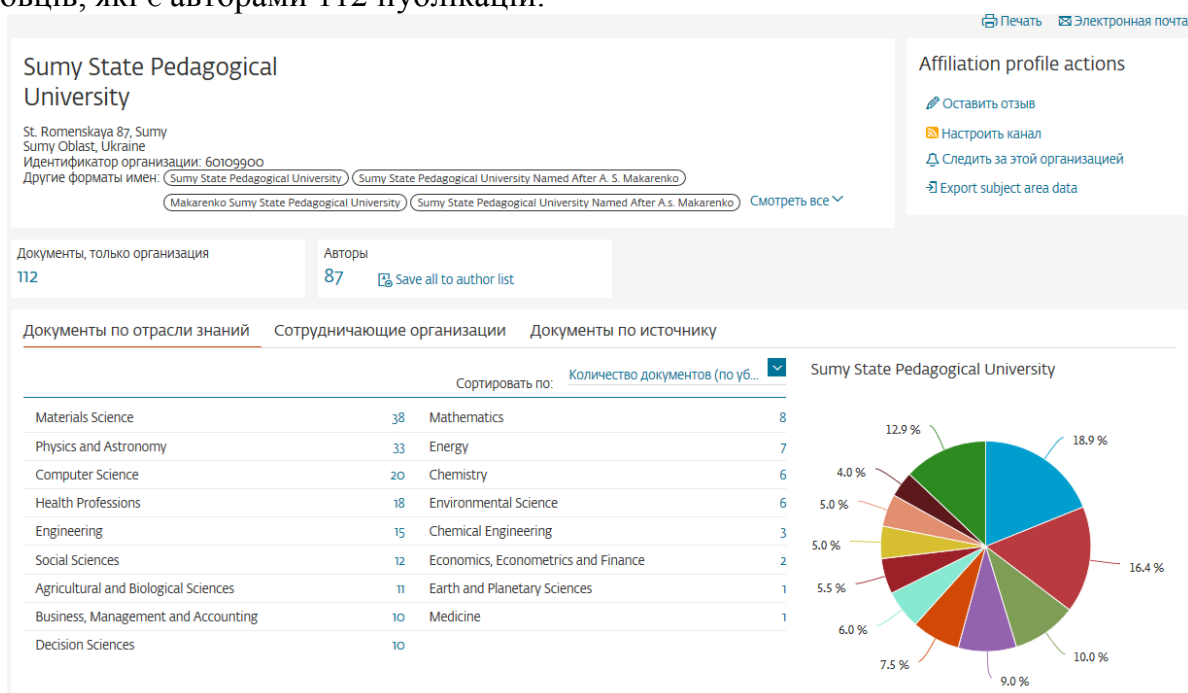 овців, які є авторами 112 публікацій.
Печать Электронная почта
Sumy State Pedagogical
University
St. Romenskaya 87, Sumy
Sumy Oblast, Ukraine
Идентификатор организации: 60109900
Другие форматы имен: Sumy State Pedagogical University Sumy State Pedagogical University Named After A. S. Makarenko
Makarenko Sumy State Pedagogical University Sumy State Pedagogical University Named After A.s. Makarenko Смотреть все
Affiliation profile actions
Оставить отзыв
Настроить канал
Следить за этой организацией
Export subject area data
Документы, только организация
112
Авторы
87 Save all to author list
Документы по отрасли знаний Сотрудничающие организации Документы по источнику
Сортировать по: Количество документов (по уб...
Materials Science 38 Mathematics 8
Physics and Astronomy 33 Energy 7
Computer Science 20 Chemistry 6
Health Professions 18 Environmental Science 6
Engineering 15 Chemical Engineering 3
Social Sciences 12 Economics, Econometrics and Finance 2
Agricultural and Biological Sciences 11 Earth and Planetary Sciences 1
Business, Management and Accounting 10 Medicine 1
Decision Sciences 10
Sumy State Pedagogical University
12.9 %
18.9 %
4.0 %
5.0 %
5.0 %
16.4 %
5.5 %
6.0 %
10.0 %
7.5 %
9.0 %